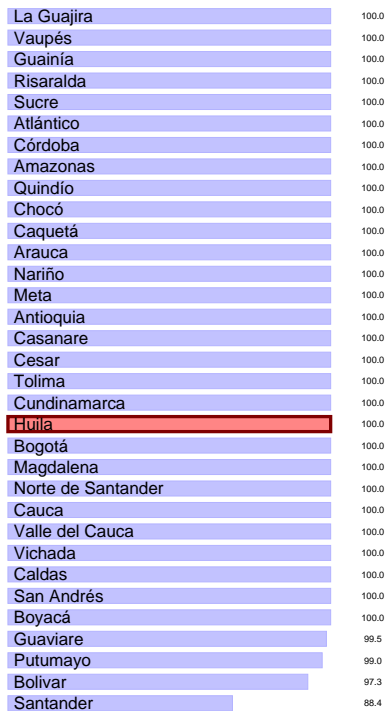 La Guajira 100.0
Vaupés 100.0
Guainía 100.0
Risaralda 100.0
Sucre 100.0
Atlántico 100.0
Córdoba 100.0
Amazonas 100.0
Quindío 100.0
Chocó 100.0
Caquetá 100.0
Arauca 100.0
Nariño 100.0
Meta 100.0
Antioquia 100.0
Casanare 100.0
Cesar 100.0
Tolima 100.0
Cundinamarca 100.0
Huila 100.0
Bogotá 100.0
Magdalena 100.0
Norte de Santander 100.0
Cauca 100.0
Valle del Cauca 100.0
Vichada 100.0
Caldas 100.0
San Andrés 100.0
Boyacá 100.0
Guaviare 99.5
Putumayo 99.0
Bolivar 97.3
Santander 88.4